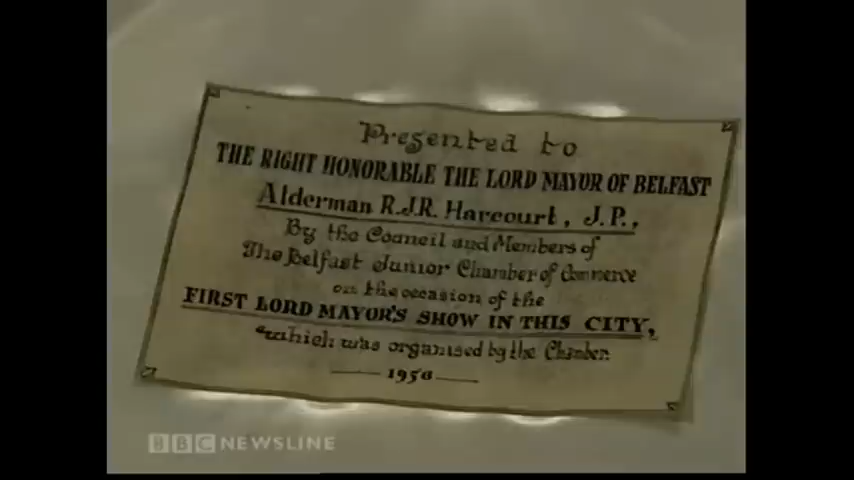 Presented to
THE RIGHT HONORABLE THE LORD MAYOR OF BELFAST
Alderman R.J.R. Harcourt, J.P.,
By the Council and Members of
The Belfast Junior Chamber of Commerce
on the occasion of the
FIRST LORD MAYOR'S SHOW IN THIS CITY,
which was organised by the Chamber.
1956
BBC NEWSLINE